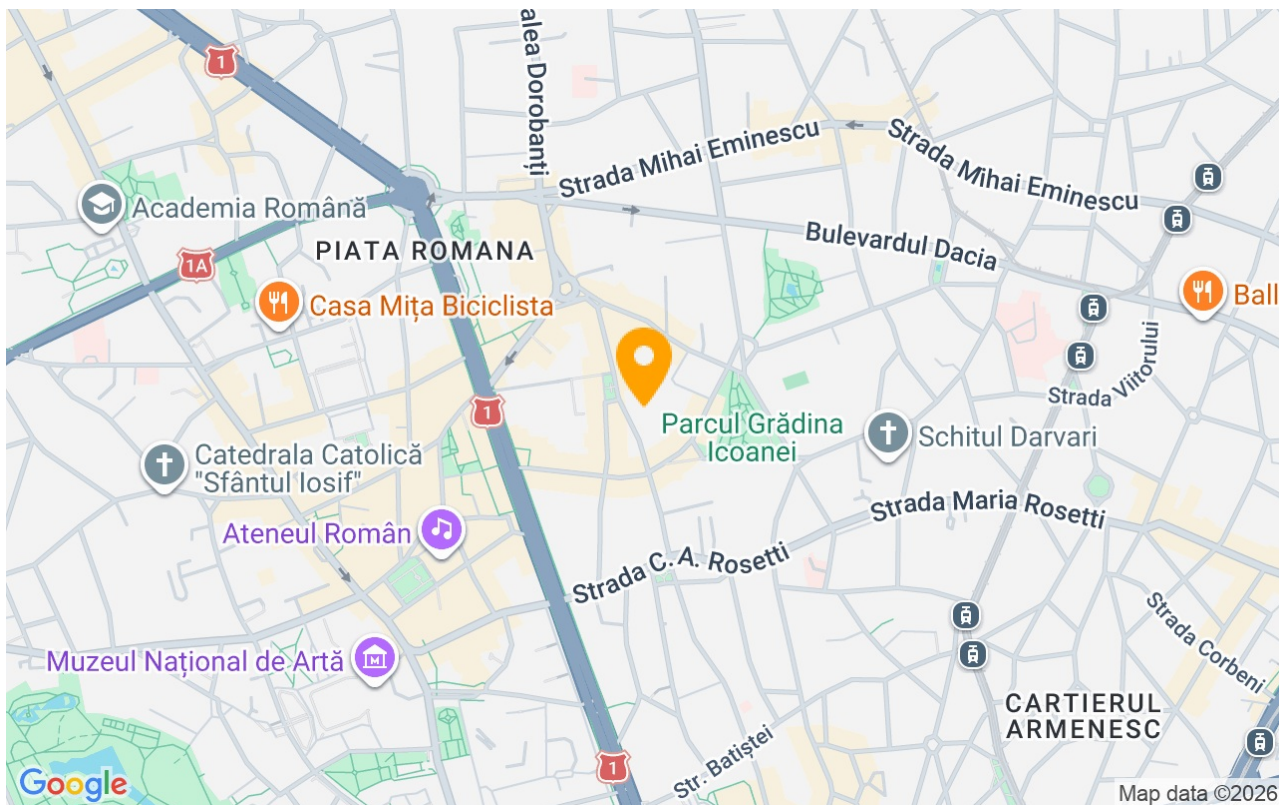 1
alea Dorobanți
Strada Mihai Eminescu
Strada Mihai Eminescu
Academia Română
PIATA ROMANA
Bulevardul Dacia
1A
Casa Mița Biciclista
Ball
Strada Viitorului
1
Parcul Grădina
Icoanei
Schitul Darvari
Catedrala Catolică
"Sfântul Iosif"
Strada Maria Rosetti
Ateneul Român
Strada C. A. Rosetti
Strada Corbeni
Muzeul Național de Artă
M
CARTIERUL
ARMENESC
Str. Batiștei
1
Google
Map data ©2026